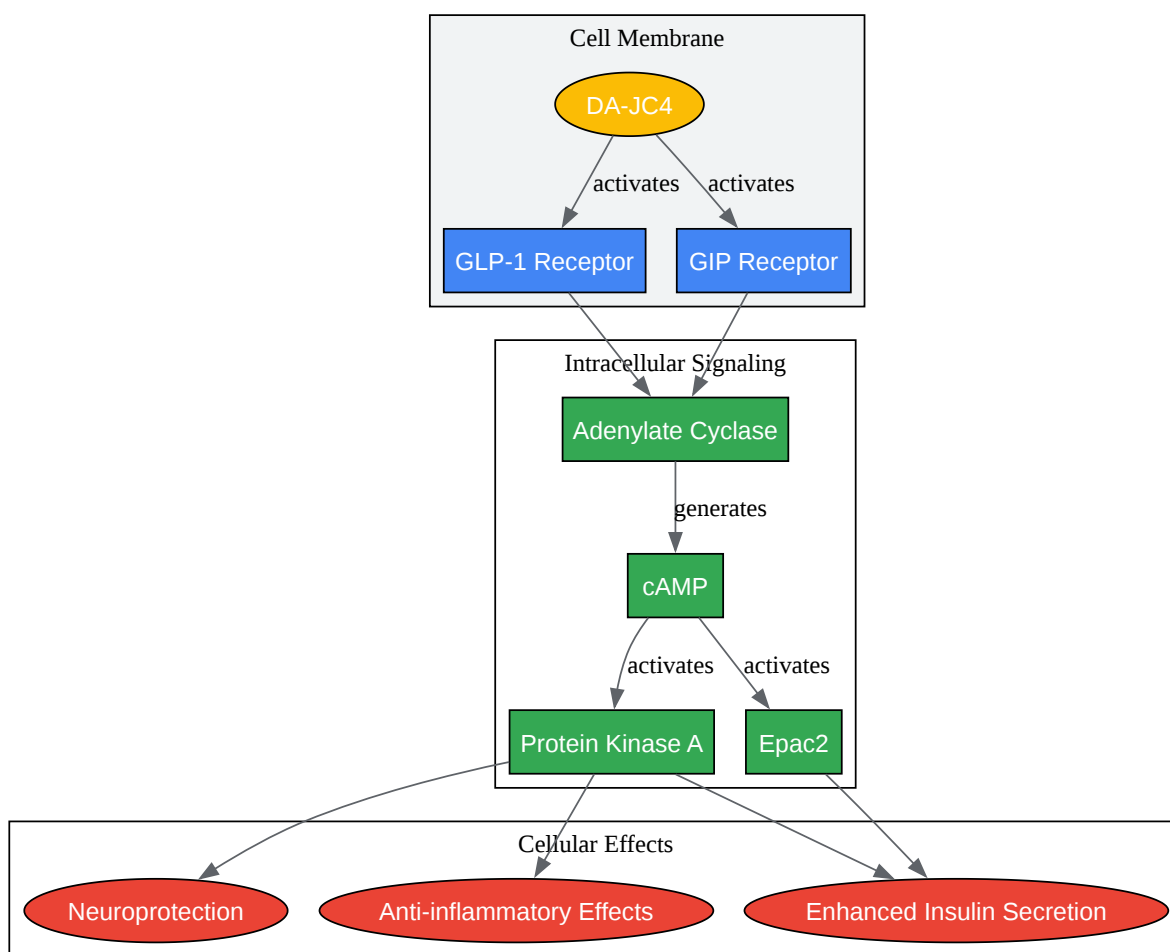 Cell Membrane
DA-JC4
activates
activates
GLP-1 Receptor
GIP Receptor
Intracellular Signaling
Adenylate Cyclase
generates
cAMP
activates
activates
Protein Kinase A
Epac2
Cellular Effects
Neuroprotection
Anti-inflammatory Effects
Enhanced Insulin Secretion